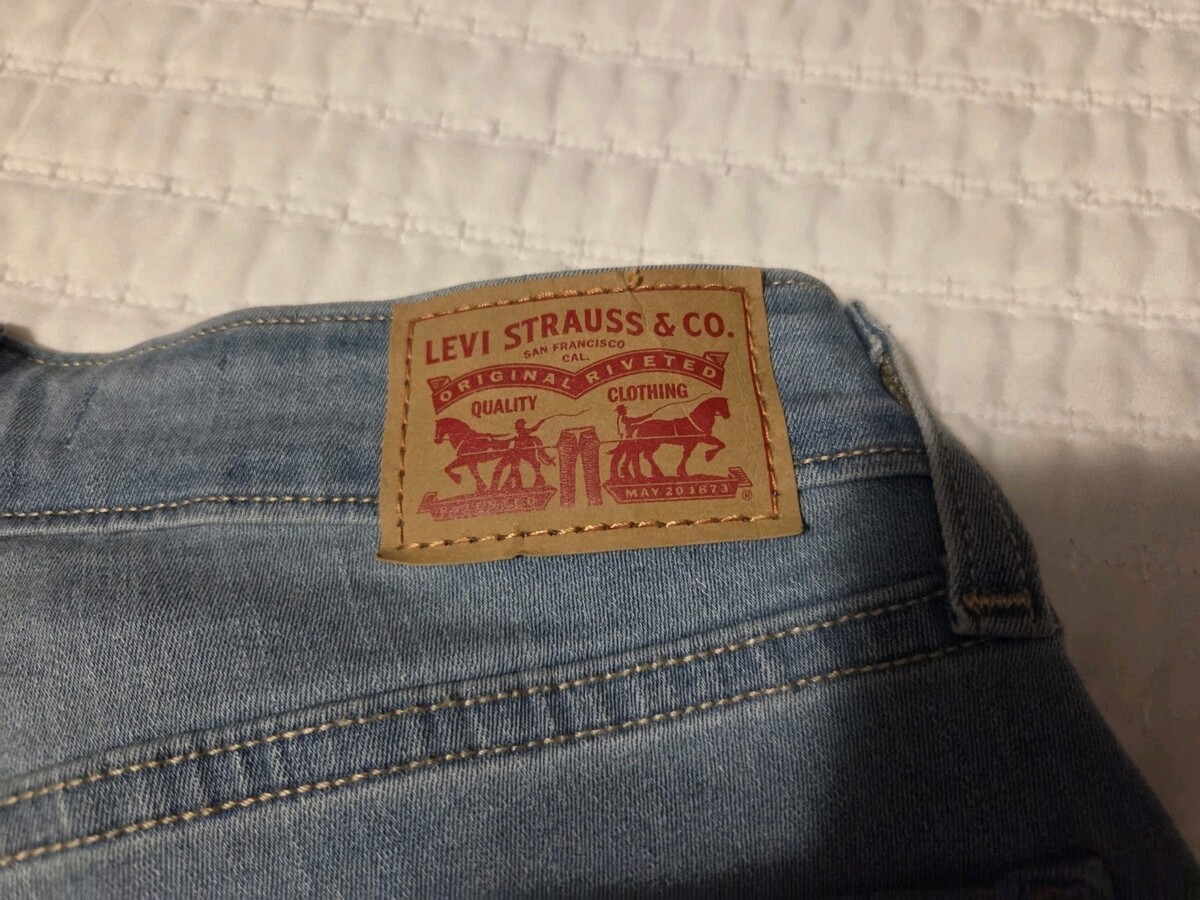 LEVI STRAUSS & CO.
SAN FRANCISCO
CAL.
ORIGINAL RIVETED
QUALITY CLOTHING
MAY 20 1873 ®